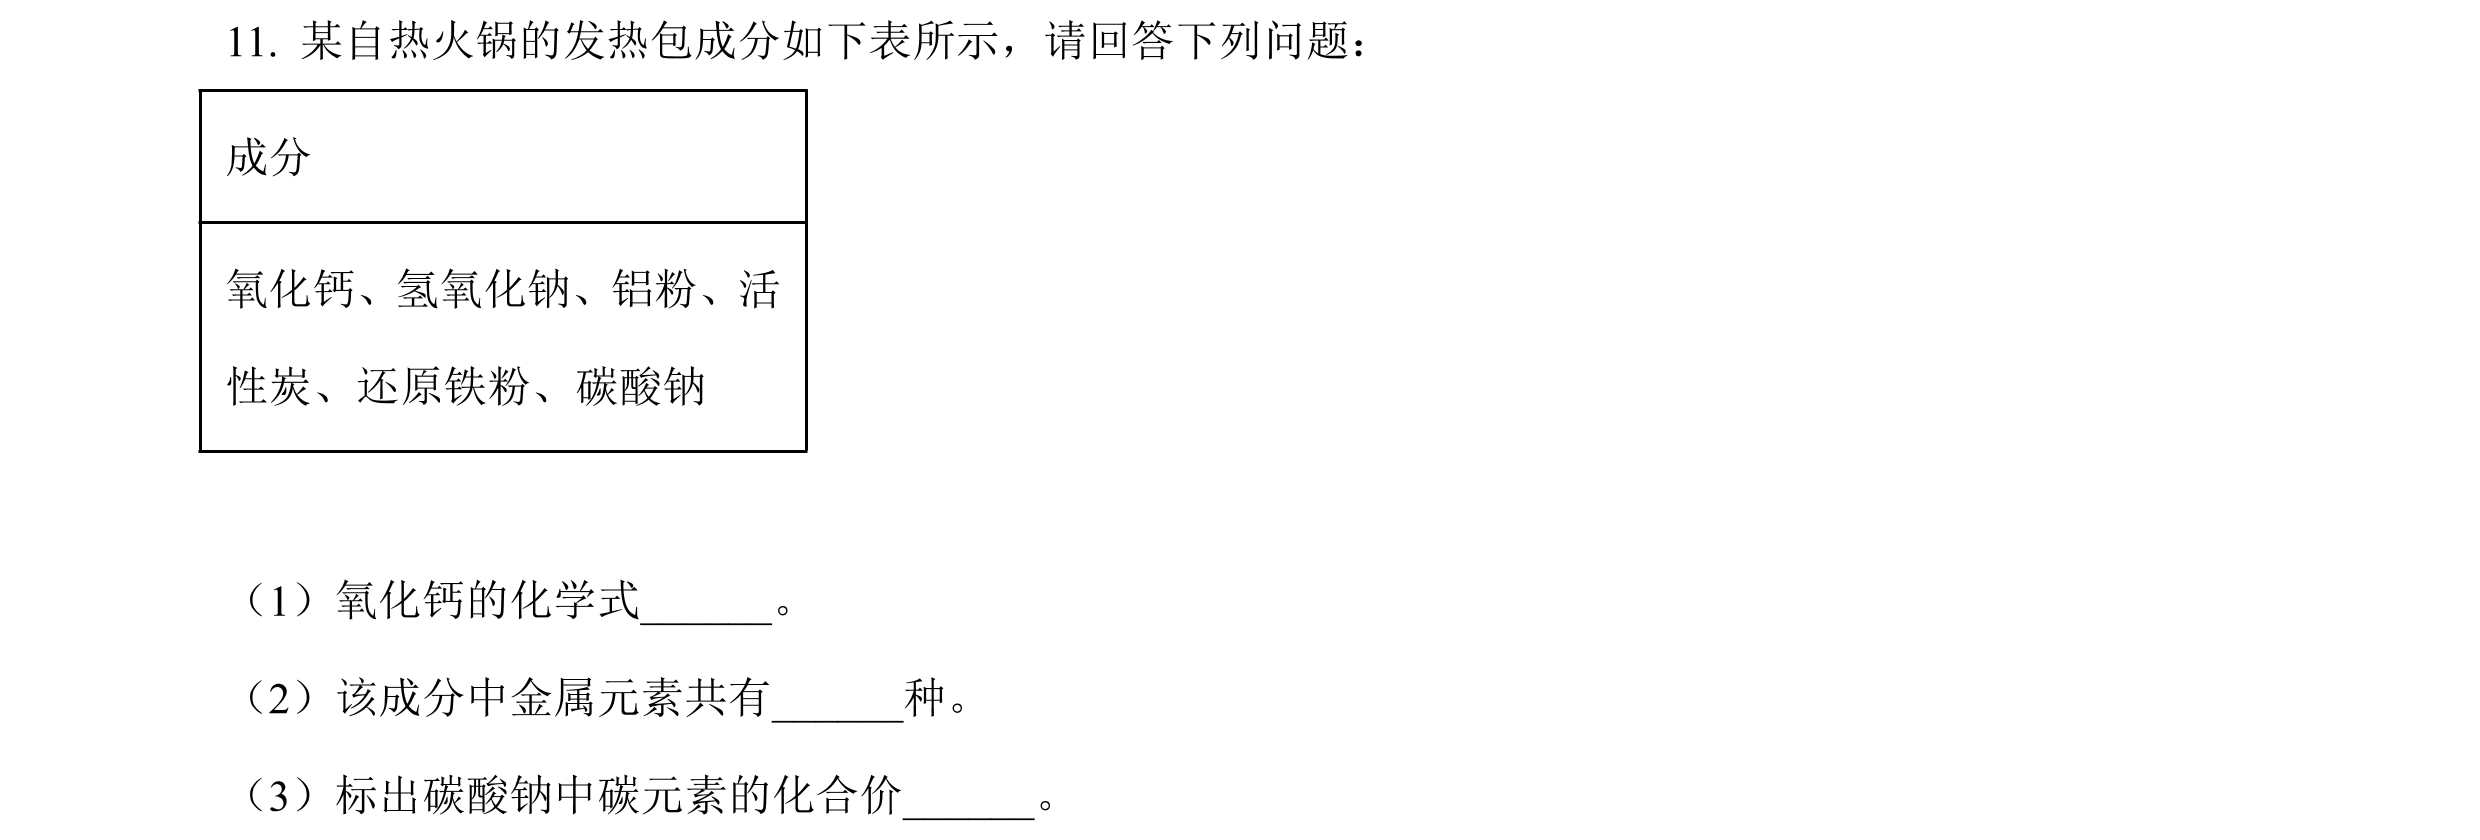 11. 某自热火锅的发热包成分如下表所示，请回答下列问题：
成分
氧化钙、氢氧化钠、铝粉、活
性炭、还原铁粉、碳酸钠
（1）氧化钙的化学式______。
（2）该成分中金属元素共有______种。
（3）标出碳酸钠中碳元素的化合价______。